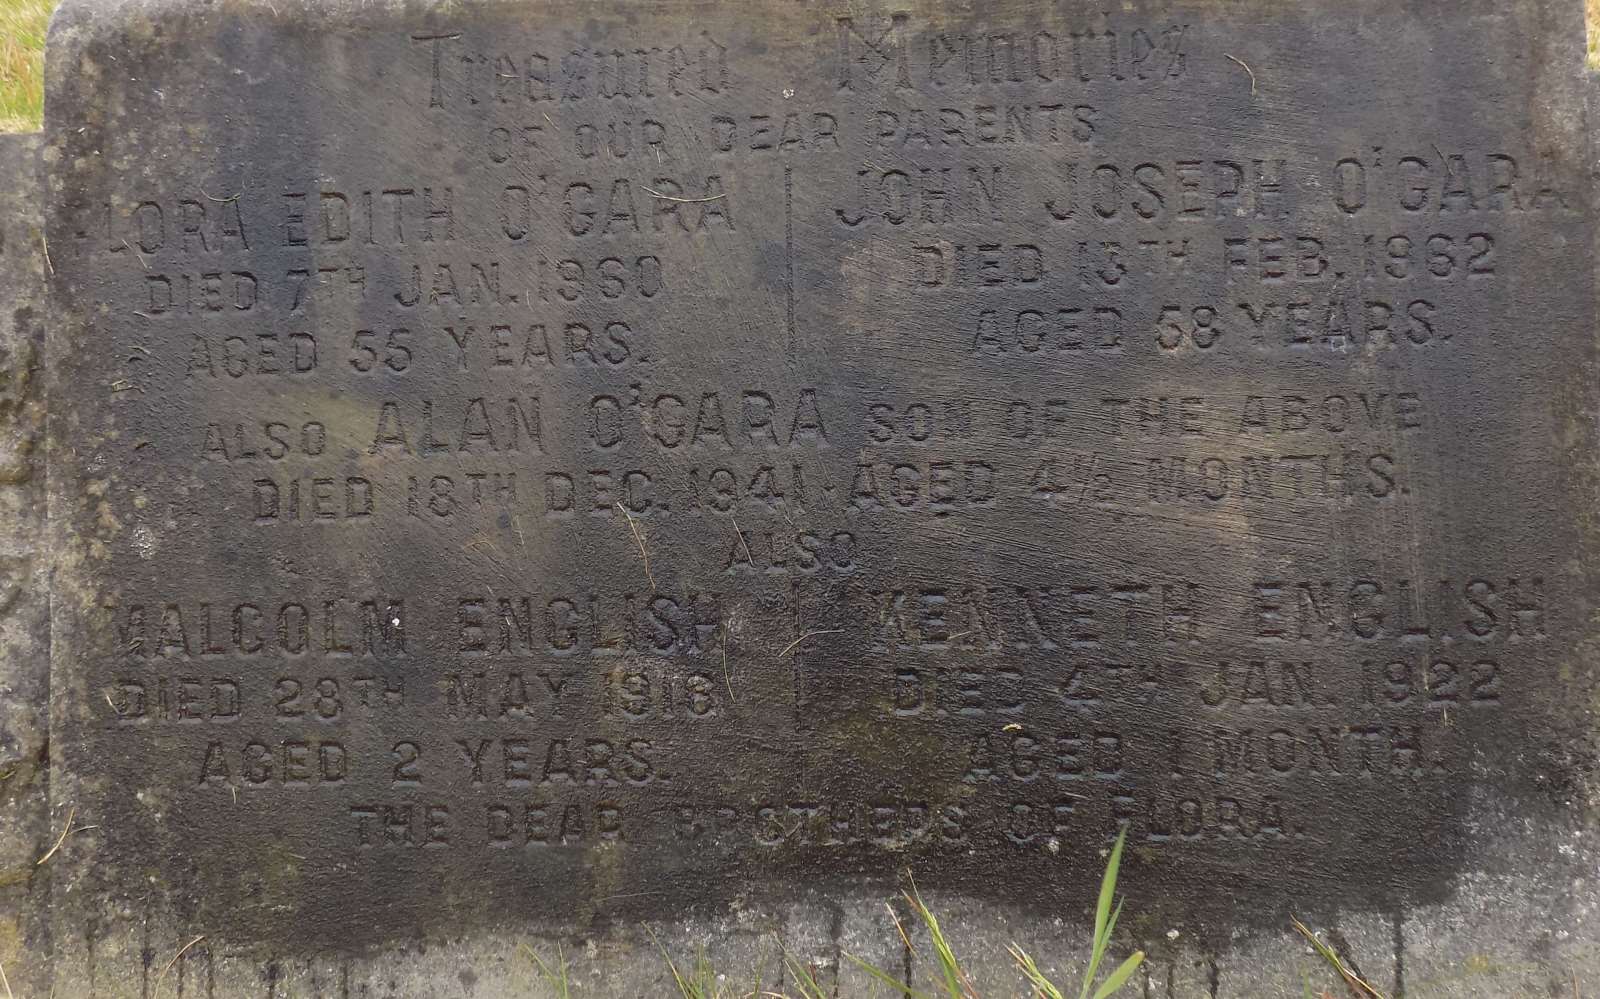 Treasured Memories
OF OUR DEAR PARENTS
FLORA EDITH O'GARA
DIED 7TH JAN. 1960
AGED 55 YEARS.
JOHN JOSEPH O'GARA
DIED 13TH FEB. 1962
AGED 58 YEARS.
ALSO ALAN O'GARA SON OF THE ABOVE
DIED 18TH DEC. 1941. AGED 4½ MONTHS.
ALSO
MALCOLM ENGLISH
DIED 28TH MAY 1916
AGED 2 YEARS.
KENNETH ENGLISH
DIED 4TH JAN. 1922
AGED 1 MONTH.
THE DEAR BROTHERS OF FLORA.